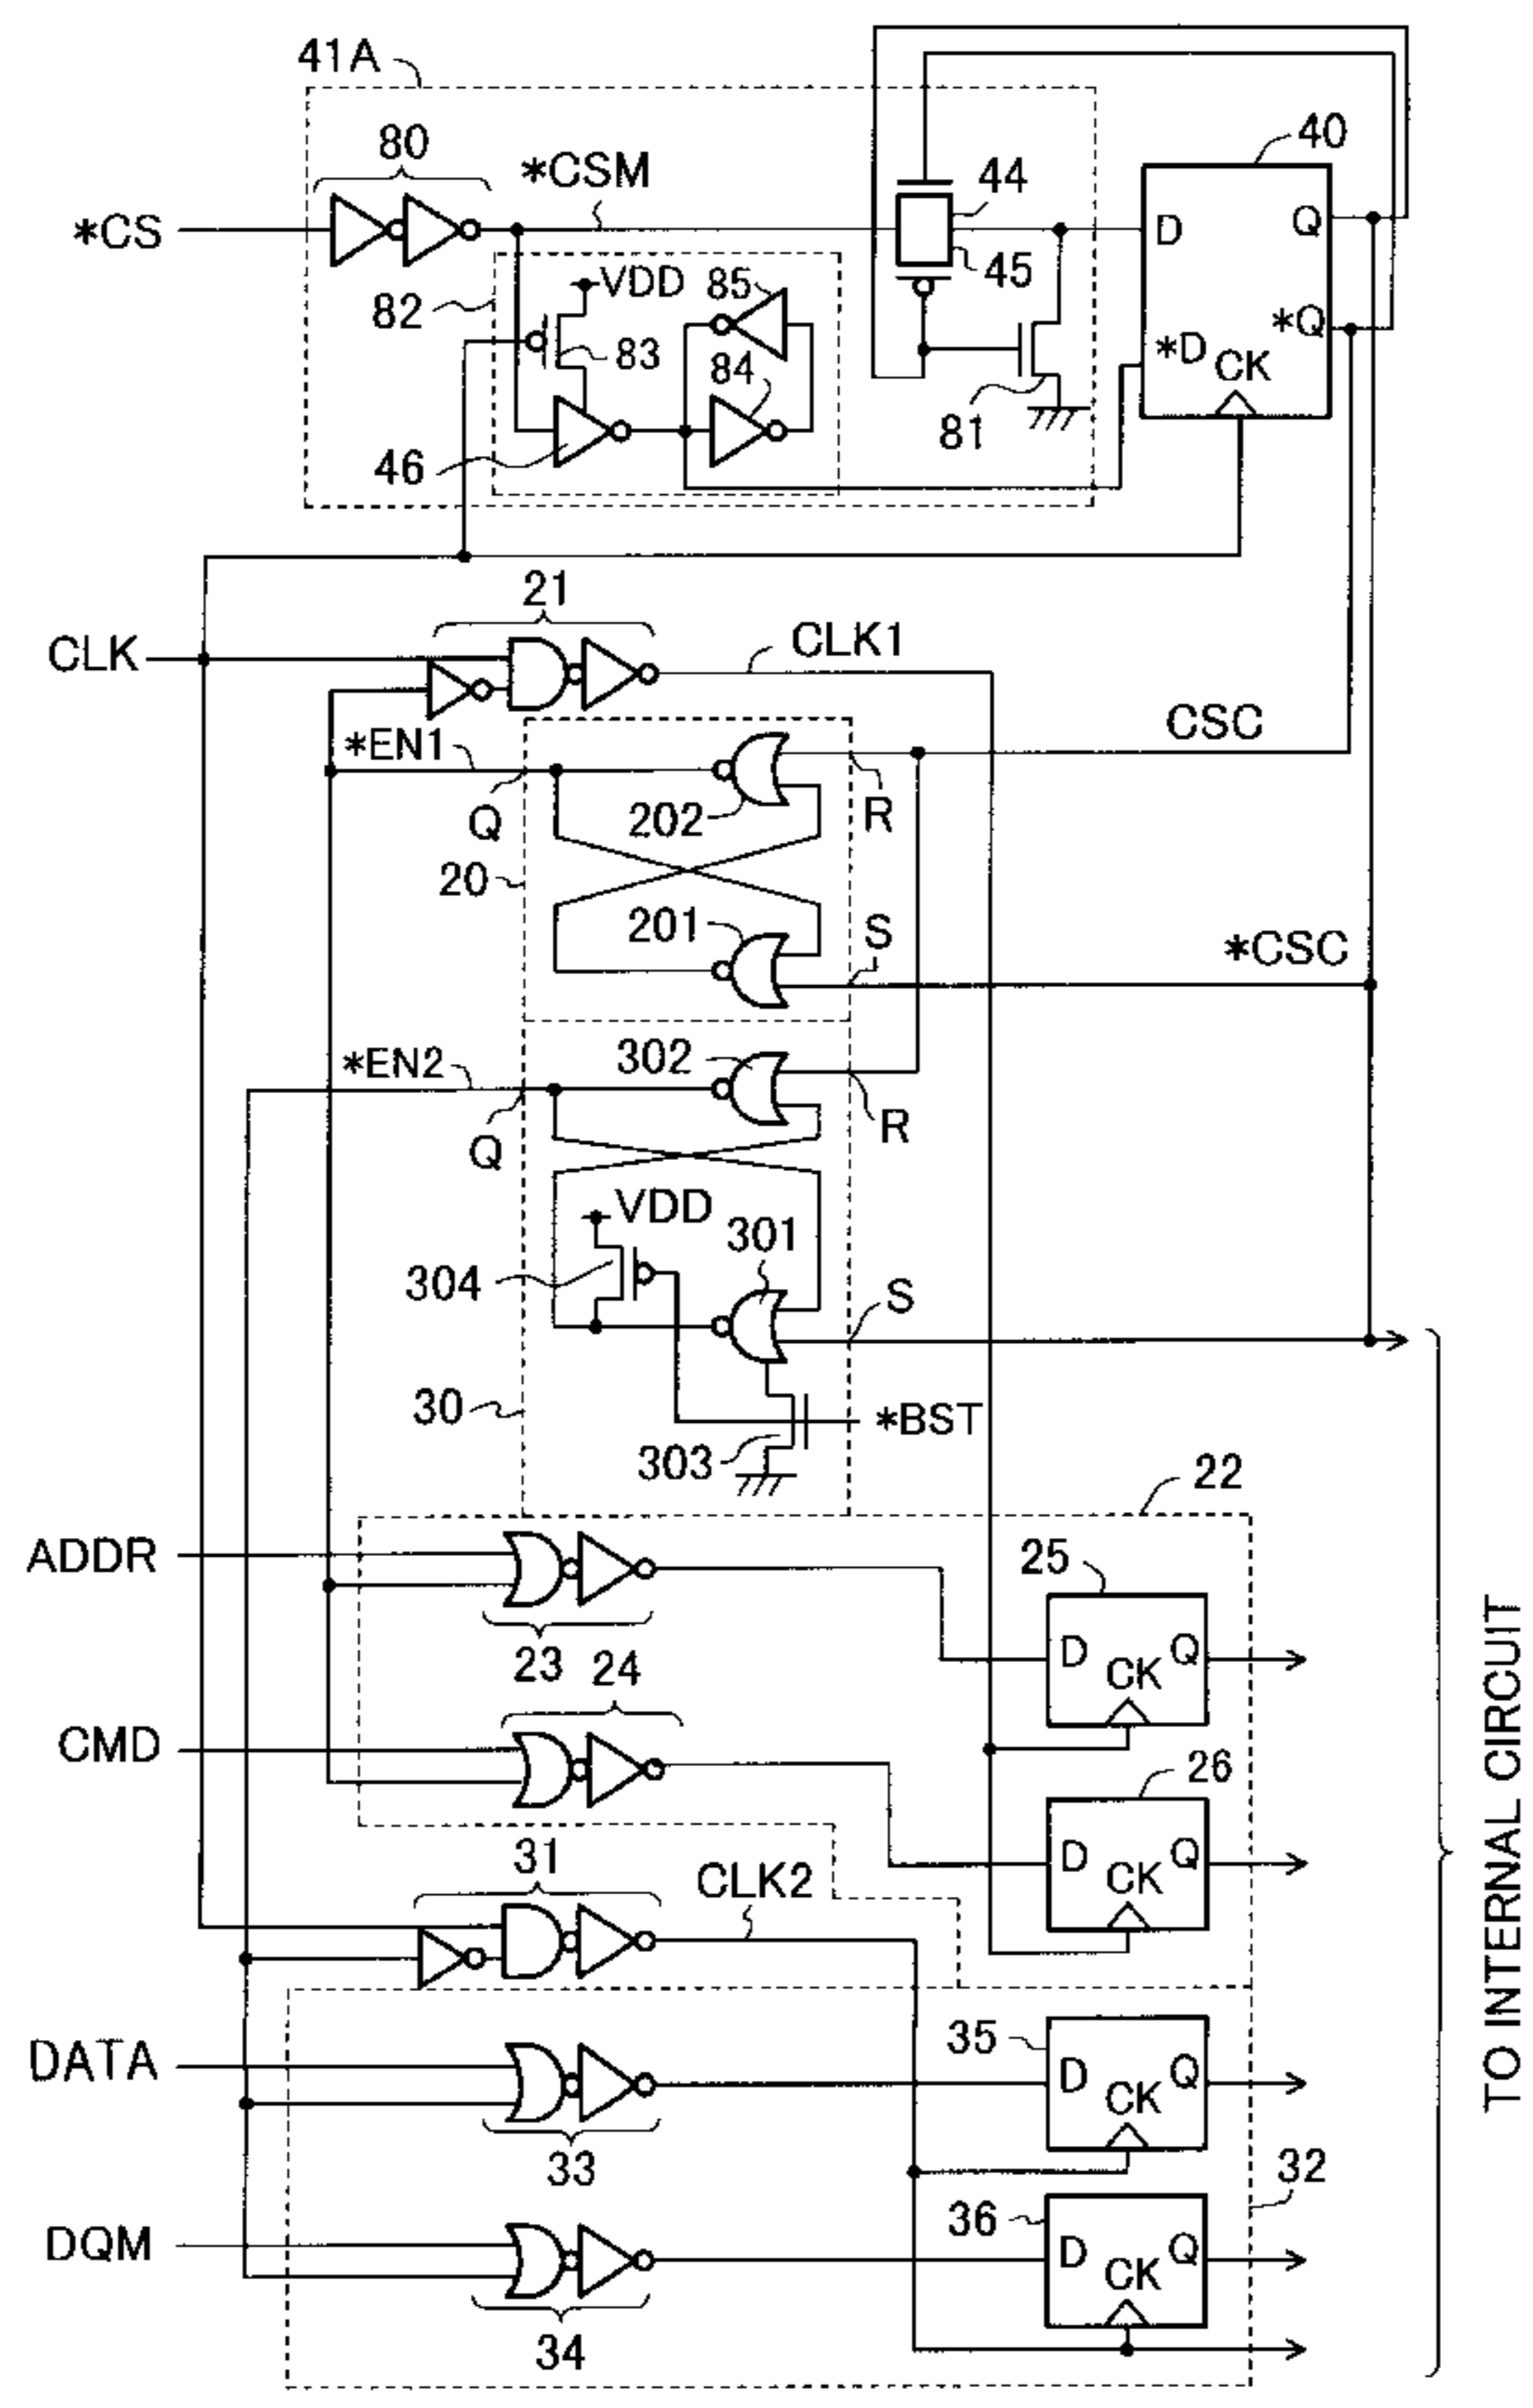 41A
80
*CSM
44
40
*CS
D
Q
45
VDD
85
82
*Q
83
*D
CK
84
81
46
21
CLK
CLK1
CSC
*EN1
R
Q
202
20
201
S
*CSC
*EN2
302
R
Q
VDD
301
304
S
30
*BST
303
22
ADDR
25
D
CK
Q
23
24
CMD
26
D
CK
Q
31
CLK2
TO INTERNAL CIRCUIT
35
DATA
D
CK
Q
33
32
36
DQM
D
CK
Q
34